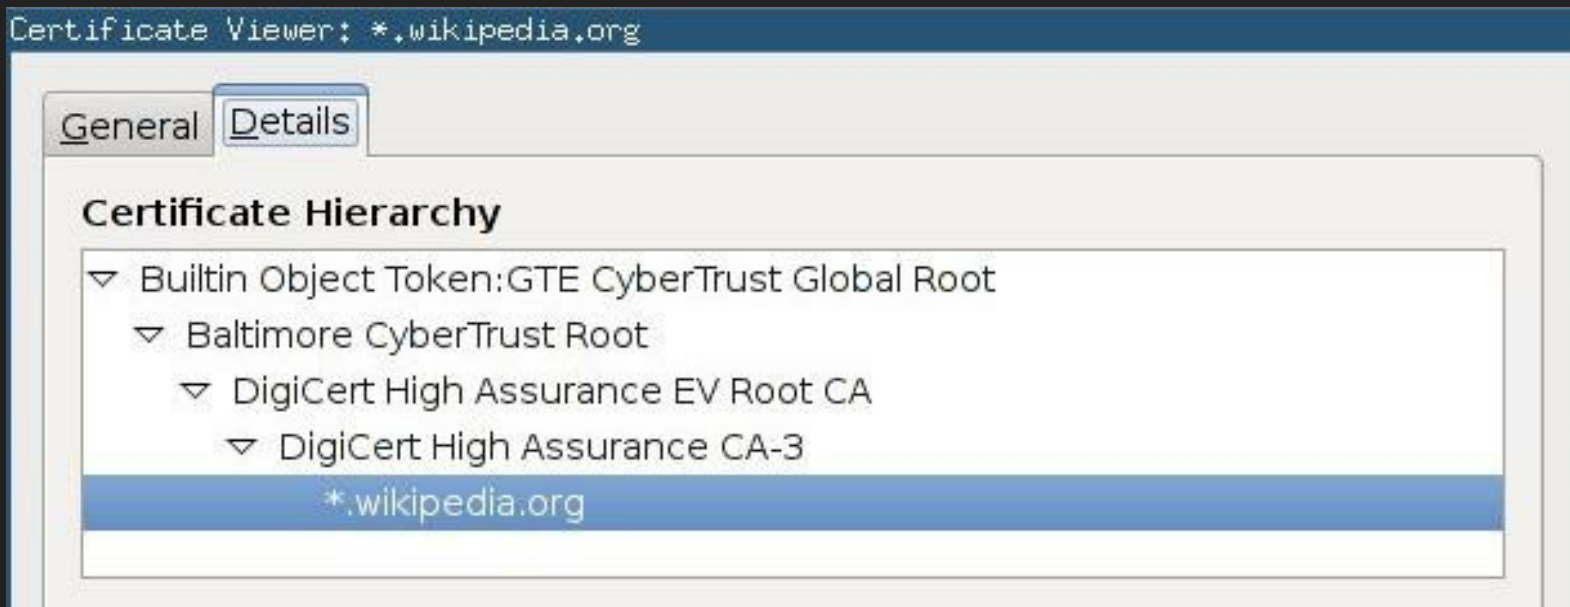 Certificate Viewer: *.wikipedia.org
General Details
Certificate Hierarchy
Builtin Object Token:GTE CyberTrust Global Root
Baltimore CyberTrust Root
DigiCert High Assurance EV Root CA
DigiCert High Assurance CA-3
*.wikipedia.org